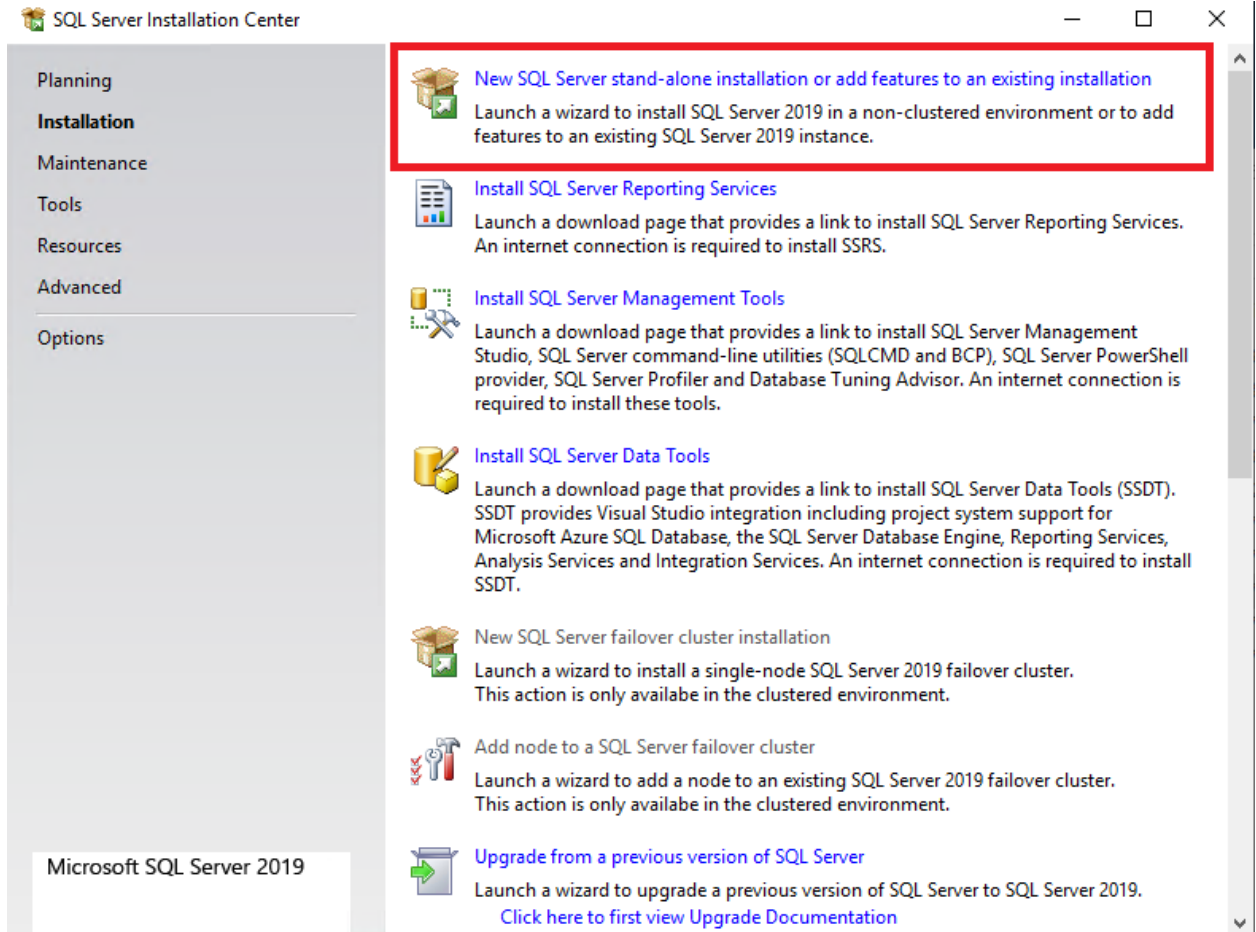 SQL Server Installation Center
Planning
Installation
Maintenance
Tools
Resources
Advanced
Options
Microsoft SQL Server 2019
New SQL Server stand-alone installation or add features to an existing installation
Launch a wizard to install SQL Server 2019 in a non-clustered environment or to add
features to an existing SQL Server 2019 instance.
Install SQL Server Reporting Services
Launch a download page that provides a link to install SQL Server Reporting Services.
An internet connection is required to install SSRS.
Install SQL Server Management Tools
Launch a download page that provides a link to install SQL Server Management
Studio, SQL Server command-line utilities (SQLCMD and BCP), SQL Server PowerShell
provider, SQL Server Profiler and Database Tuning Advisor. An internet connection is
required to install these tools.
Install SQL Server Data Tools
Launch a download page that provides a link to install SQL Server Data Tools (SSDT).
SSDT provides Visual Studio integration including project system support for
Microsoft Azure SQL Database, the SQL Server Database Engine, Reporting Services,
Analysis Services and Integration Services. An internet connection is required to install
SSDT.
New SQL Server failover cluster installation
Launch a wizard to install a single-node SQL Server 2019 failover cluster.
This action is only availabe in the clustered environment.
Add node to a SQL Server failover cluster
Launch a wizard to add a node to an existing SQL Server 2019 failover cluster.
This action is only availabe in the clustered environment.
Upgrade from a previous version of SQL Server
Launch a wizard to upgrade a previous version of SQL Server to SQL Server 2019.
Click here to first view Upgrade Documentation